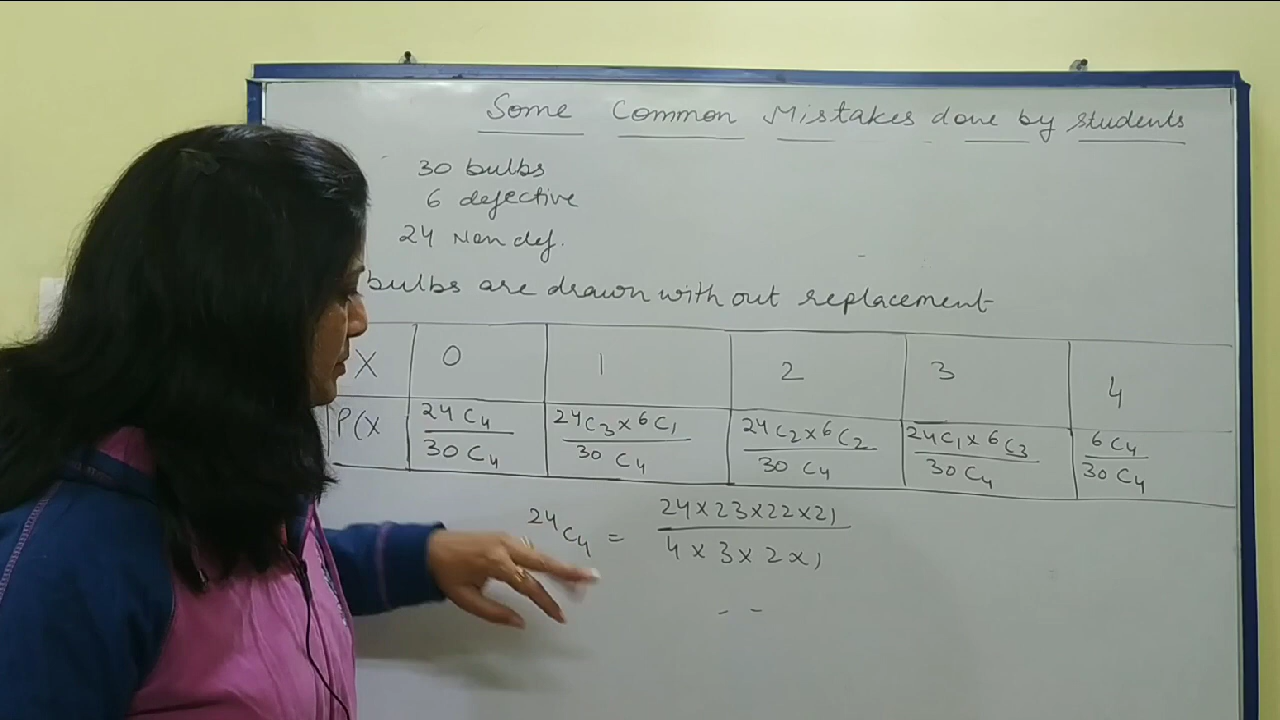 Some Common Mistakes done by students
30 bulbs
6 defective
24 Non def.
bulbs are drawn without replacement
X 0 1 2 3 4
P(X 24C4/30C4 24C3×6C1/30C4 24C2×6C2/30C4 24C1×6C3/30C4 6C4/30C4
24C4 = 24×23×22×21/4×3×2×1